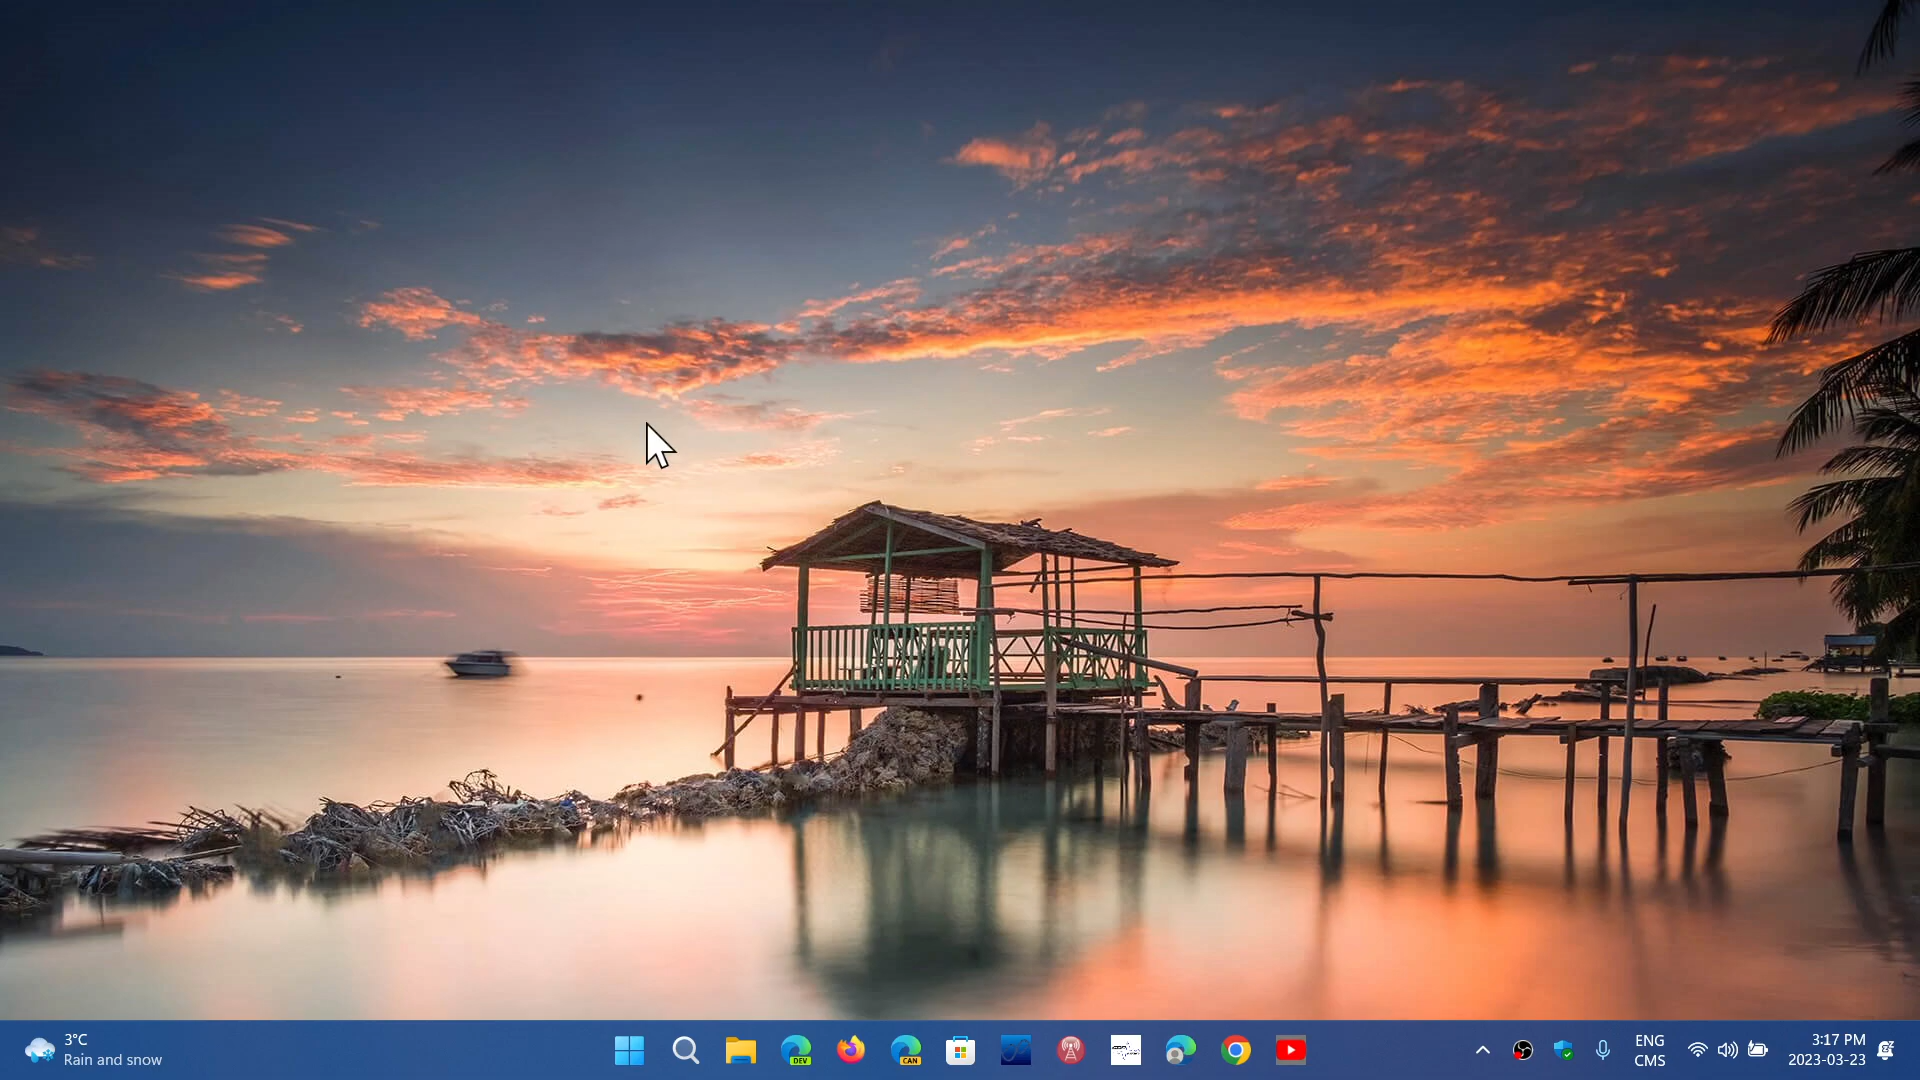 3°C
Rain and snow
DEV
CAN
ENG
CMS
3:17 PM
2023-03-23